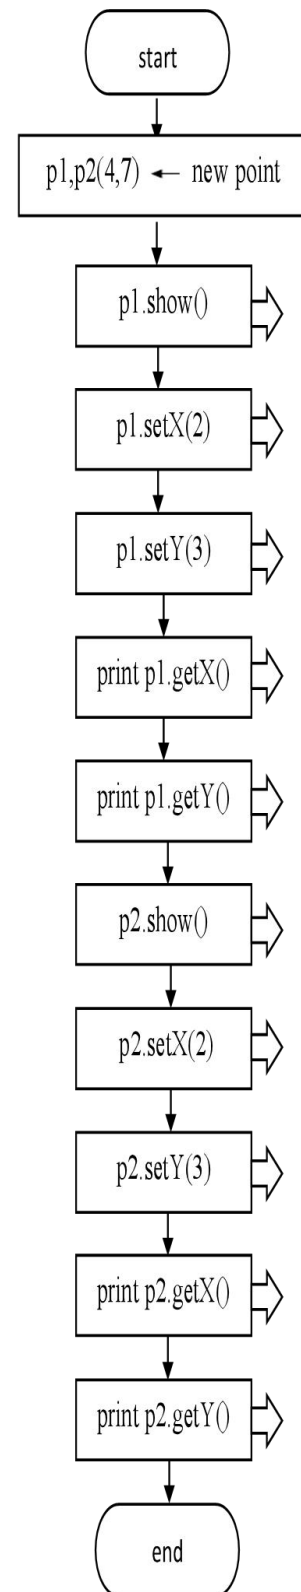 start
p1,p2(4,7) ← new point
p1.show()
p1.setX(2)
p1.setY(3)
print p1.getX()
print p1.getY()
p2.show()
p2.setX(2)
p2.setY(3)
print p2.getX()
print p2.getY()
end